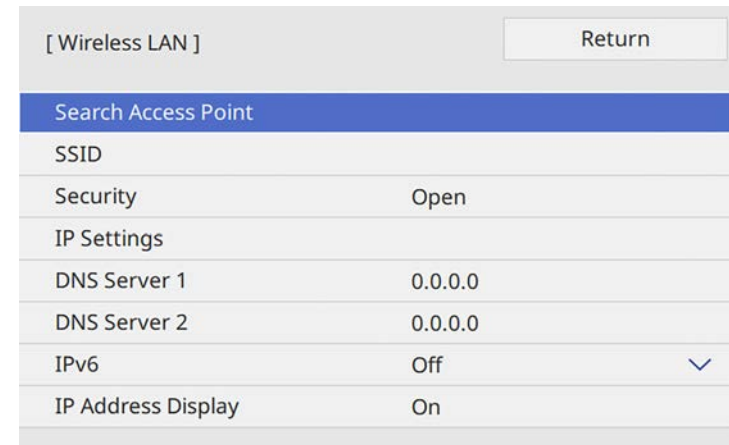 [ Wireless LAN ] Return
Search Access Point
SSID
Security Open
IP Settings
DNS Server 1 0.0.0.0
DNS Server 2 0.0.0.0
IPv6 Off
IP Address Display On